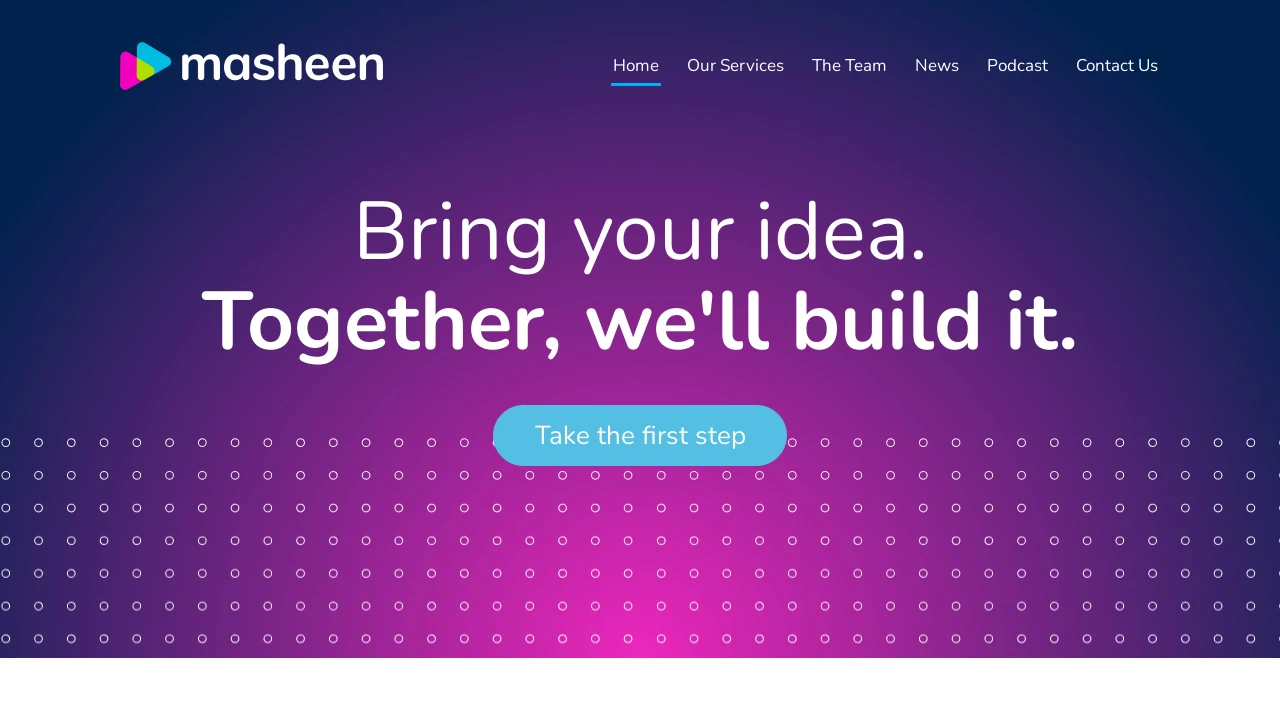 masheen
Home Our Services The Team News Podcast Contact Us
Bring your idea.
Together, we'll build it.
Take the first step